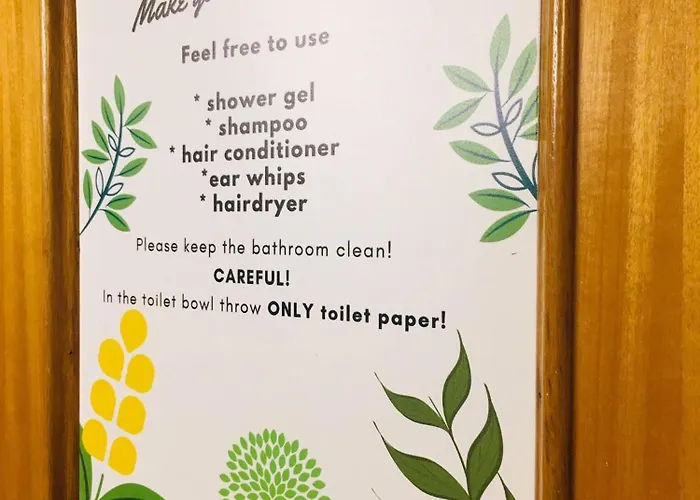 Make
Feel free to use
* shower gel
* shampoo
* hair conditioner
*ear whips
* hairdryer
Please keep the bathroom clean!
CAREFUL!
In the toilet bowl throw ONLY toilet paper!